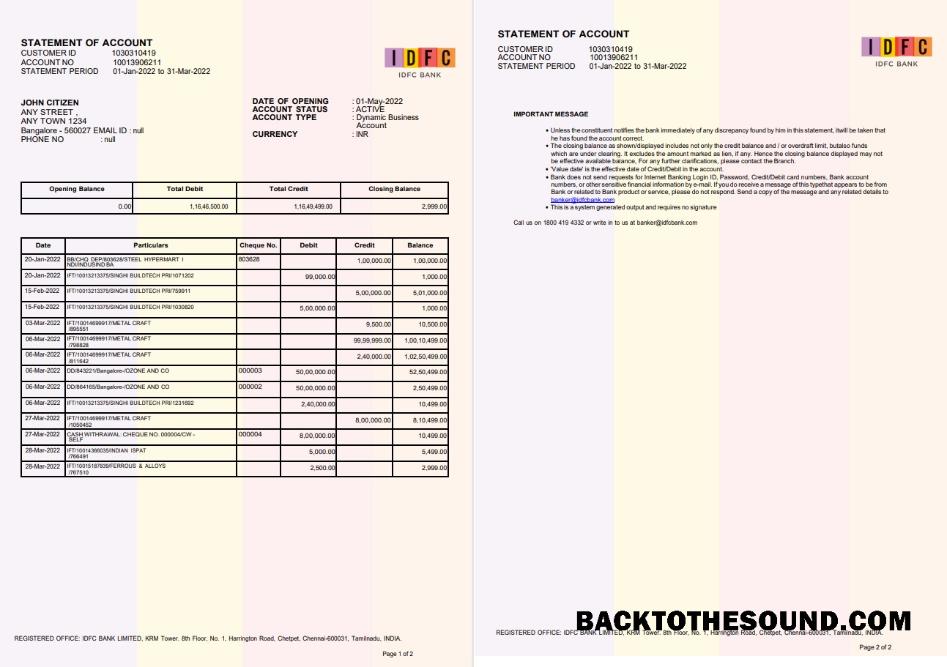 STATEMENT OF ACCOUNT
CUSTOMER ID 1030310419
ACCOUNT NO 10013906211
STATEMENT PERIOD 01-Jan-2022 to 31-Mar-2022
IDFC
IDFC BANK
JOHN CITIZEN
ANY STREET ,
ANY TOWN 1234
Bangalore - 560027 EMAIL ID : null
PHONE NO : null
DATE OF OPENING : 01-May-2022
ACCOUNT STATUS : ACTIVE
ACCOUNT TYPE : Dynamic Business
Account
CURRENCY : INR
Opening Balance Total Debit Total Credit Closing Balance
0.00 1,16,46,500.00 1,16,49,499.00 2,999.00
Date Particulars Cheque No. Debit Credit Balance
20-Jan-2022 BB/CHQ DEP/803628/STEEL HYPERMART I 803628 1,00,000.00 1,00,000.00
NDI/INDUSIND BA
20-Jan-2022 IFT/10013213375/SINGHI BUILDTECH PRI/1071202 99,000.00 1,000.00
15-Feb-2022 IFT/10013213375/SINGHI BUILDTECH PRI/759911 5,00,000.00 5,01,000.00
15-Feb-2022 IFT/10013213375/SINGHI BUILDTECH PRI/1030820 5,00,000.00 1,000.00
03-Mar-2022 IFT/10014699917/METAL CRAFT 9,500.00 10,500.00
/895551
06-Mar-2022 IFT/10014699917/METAL CRAFT 99,99,999.00 1,00,10,499.00
/798828
06-Mar-2022 IFT/10014699917/METAL CRAFT 2,40,000.00 1,02,50,499.00
/811642
06-Mar-2022 DD/843221/Bangalore-/OZONE AND CO 000003 50,00,000.00 52,50,499.00
06-Mar-2022 DD/864165/Bangalore-/OZONE AND CO 000002 50,00,000.00 2,50,499.00
06-Mar-2022 IFT/10013213375/SINGHI BUILDTECH PRI/1231692 2,40,000.00 10,499.00
27-Mar-2022 IFT/10014699917/METAL CRAFT 8,00,000.00 8,10,499.00
/1050452
27-Mar-2022 CASH WITHRAWAL: CHEQUE NO. 000004/CW - 000004 8,00,000.00 10,499.00
SELF
28-Mar-2022 IFT/10014366035/INDIAN ISPAT 5,000.00 5,499.00
/766491
28-Mar-2022 IFT/10015187839/FERROUS & ALLOYS 2,500.00 2,999.00
/767510
REGISTERED OFFICE: IDFC BANK LIMITED, KRM Tower. 8th Floor, No. 1, Harrington Road, Chetpet, Chennai-600031, Tamilnadu, INDIA.
Page 1 of 2
STATEMENT OF ACCOUNT
CUSTOMER ID 1030310419
ACCOUNT NO 10013906211
STATEMENT PERIOD 01-Jan-2022 to 31-Mar-2022
IDFC
IDFC BANK
IMPORTANT MESSAGE
• Unless the constituent notifies the bank immediately of any discrepancy found by him in this statement, itwill be taken that
he has found the account correct.
• The closing balance as shown/displayed includes not only the credit balance and / or overdraft limit, butalso funds
which are under clearing. It excludes the amount marked as lien, if any. Hence the closing balance displayed may not
be effective available balance, For any further clarifications, please contact the Branch.
• 'Value date' is the effective date of Credit/Debit in the account.
• Bank does not send requests for Internet Banking Login ID, Password, Credit/Debit card numbers, Bank account
numbers, or other sensitive financial information by e-mail. If youdo receive a message of this typethat appears to be from
Bank or related to Bank product or service, please do not respond. Send a copy of the message and any related details to
banker@idfcbank.com
• This is a system generated output and requires no signature
Call us on 1800 419 4332 or write in to us at banker@idfcbank.com
BACKTOTHESOUND.COM
REGISTERED OFFICE: IDFC BANK LIMITED, KRM Tower. 8th Floor, No. 1, Harrington Road, Chetpet, Chennai-600031, Tamilnadu, INDIA.
Page 2 of 2